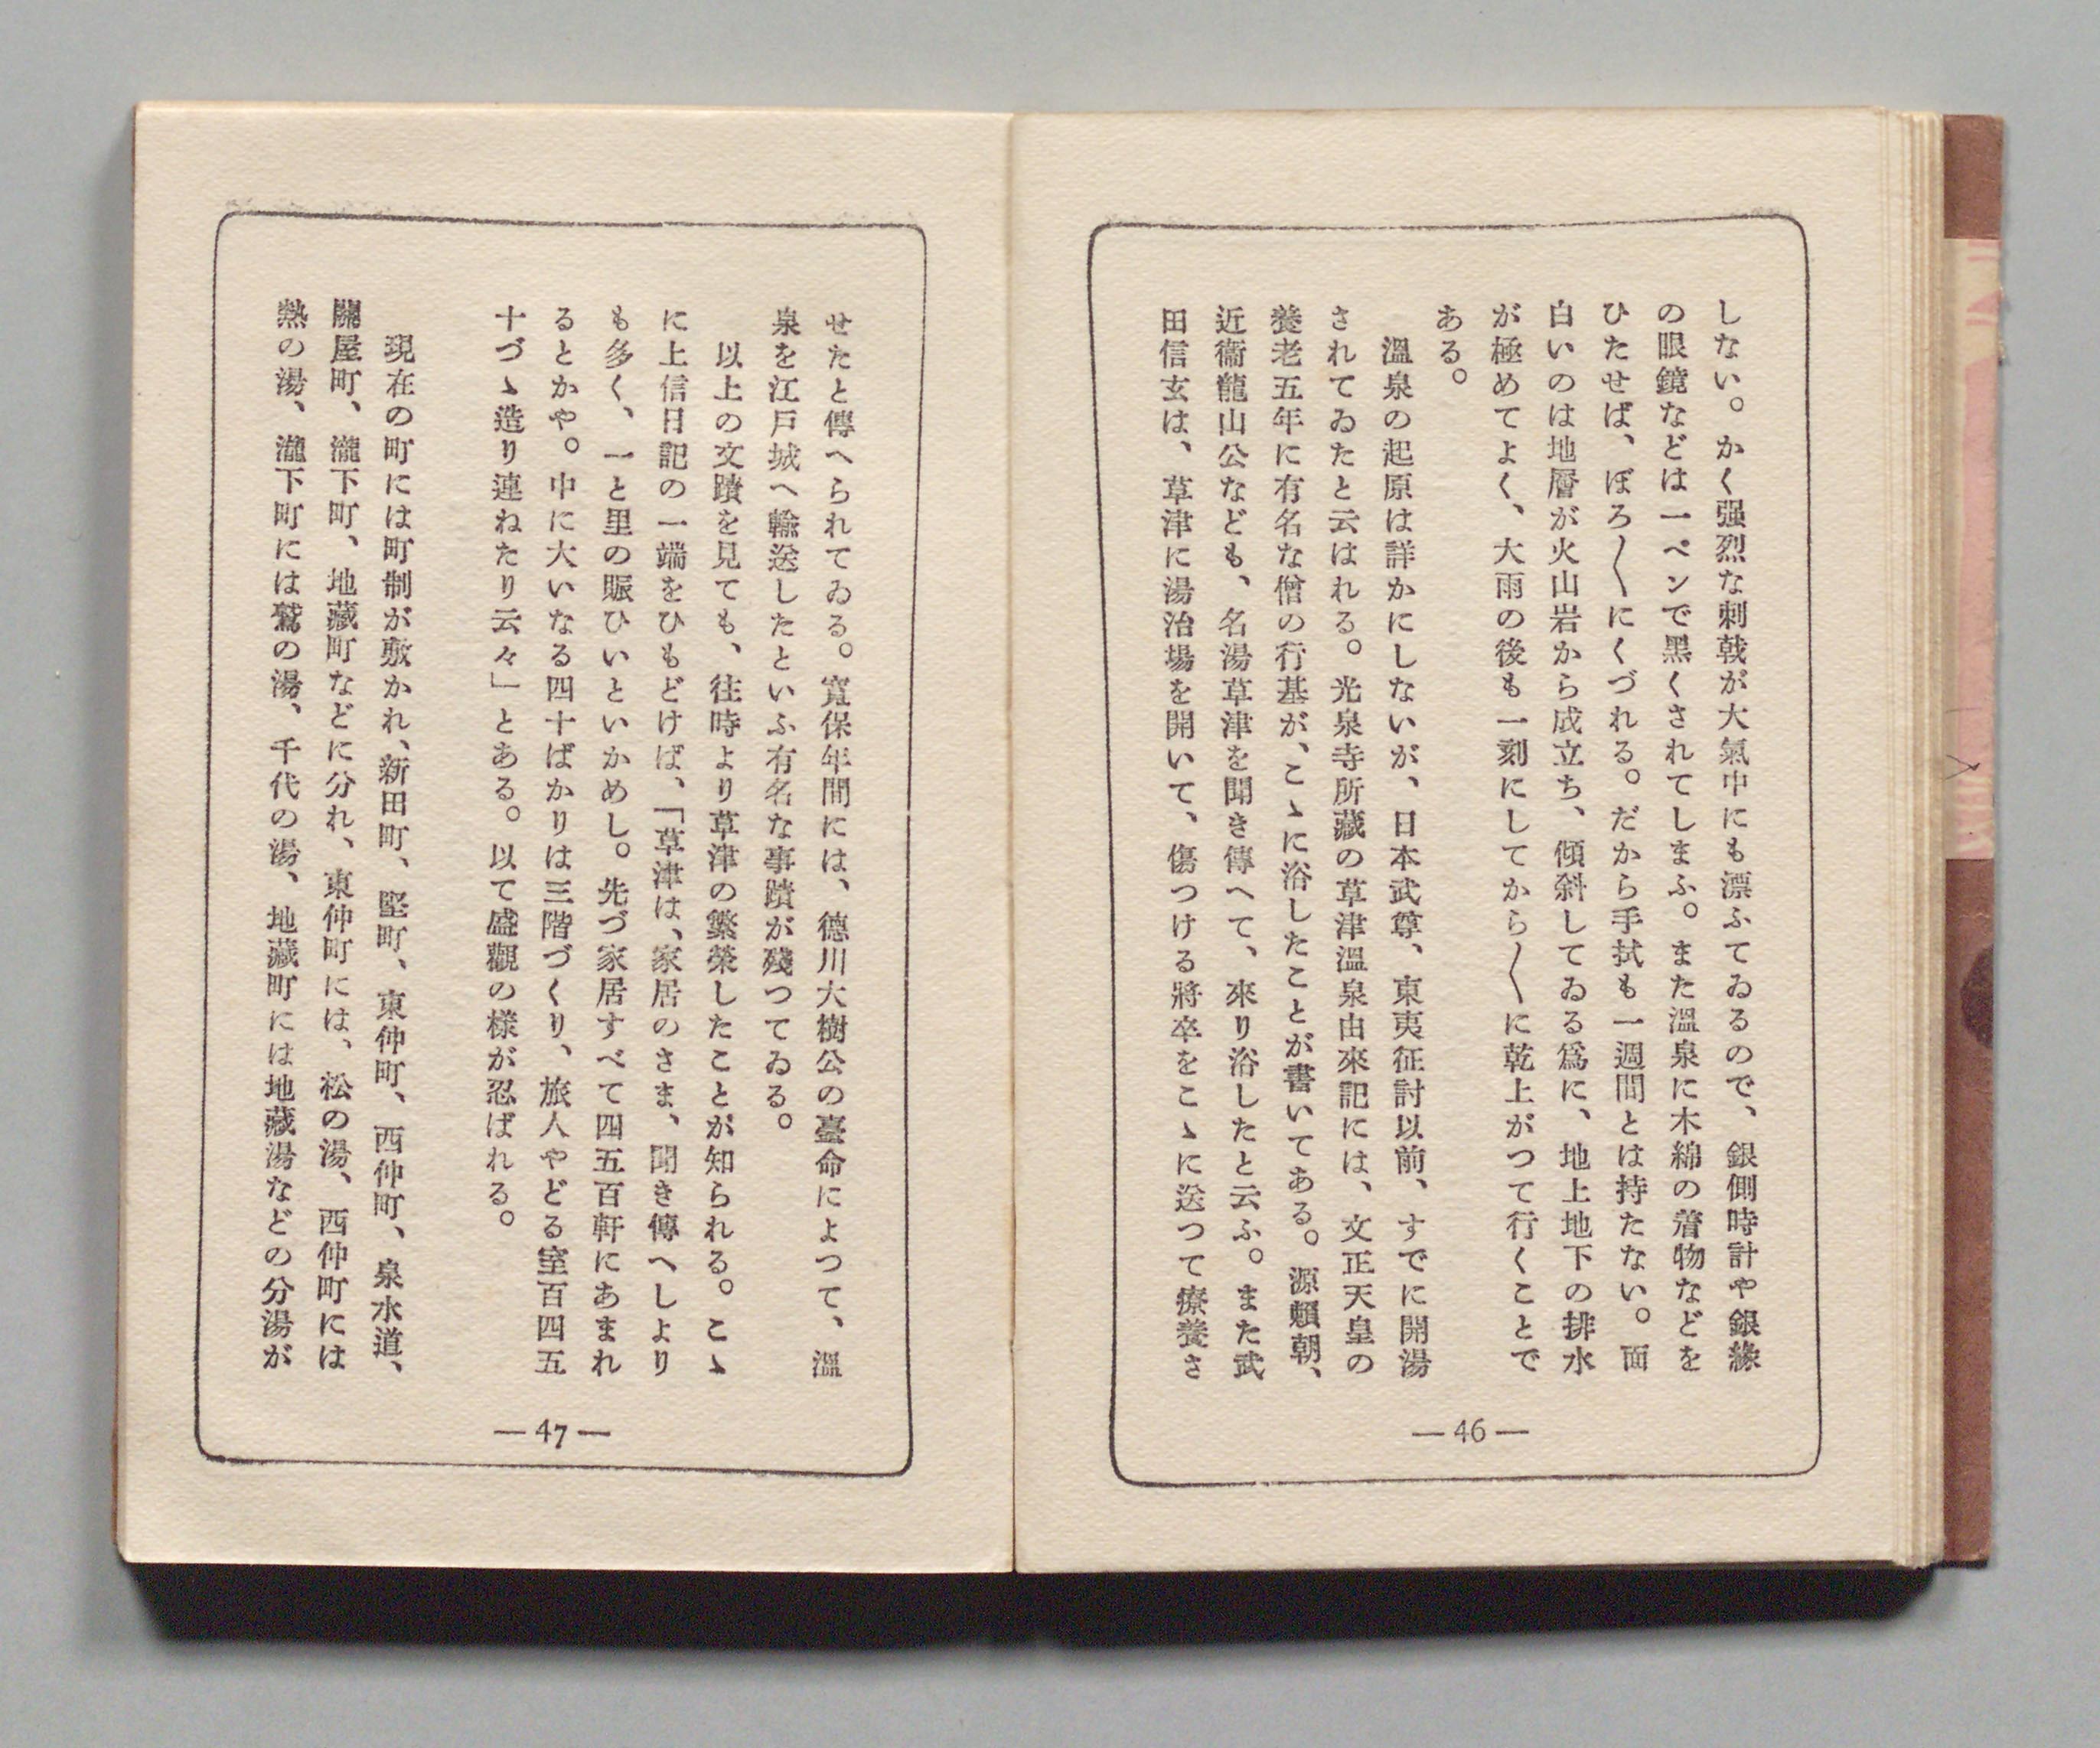 しない。かく强烈な刺戟が大氣中にも漂ふてゐるので、銀側時計や銀緣
の眼鏡などは一ペンで黑くされてしまふ。また溫泉に木綿の着物などを
ひたせば、ぼろ〱にくづれる。だから手拭も一週間とは持たない。面
白いのは地層が火山岩から成立ち、傾斜してゐる爲に、地上地下の排水
が極めてよく、大雨の後も一刻にしてから〱に乾上がつて行くことで
ある。
溫泉の起原は詳かにしないが、日本武尊、東夷征討以前、すでに開湯
されてゐたと云はれる。光泉寺所藏の草津溫泉由來記には、文正天皇の
養老五年に有名な僧の行基が、こゝに浴したことが書いてある。源賴朝、
近衞龍山公なども、名湯草津を聞き傳へて、來り浴したと云ふ。また武
田信玄は、草津に湯治場を開いて、傷つける將卒をこゝに送つて療養さ
—46—
せたと傳へられてゐる。寬保年間には、德川大樹公の臺命によつて、溫
泉を江戸城へ輸送したといふ有名な事蹟が殘つてゐる。
以上の文蹟を見ても、往時より草津の繁榮したことが知られる。こゝ
に上信日記の一端をひもどけば、「草津は、家居のさま、聞き傳へしより
も多く、一と里の賑ひいといかめし。先づ家居すべて四五百軒にあまれ
るとかや。中に大いなる四十ばかりは三階づくり、旅人やどる室百四五
十づゝ造り連ねたり云々」とある。以て盛觀の樣が忍ばれる。
現在の町には町制が敷かれ、新田町、堅町、東仲町、西仲町、泉水道、
關屋町、瀧下町、地藏町などに分れ、東仲町には、松の湯、西仲町には
熱の湯、瀧下町には鷲の湯、千代の湯、地藏町には地藏湯などの分湯が
—47—